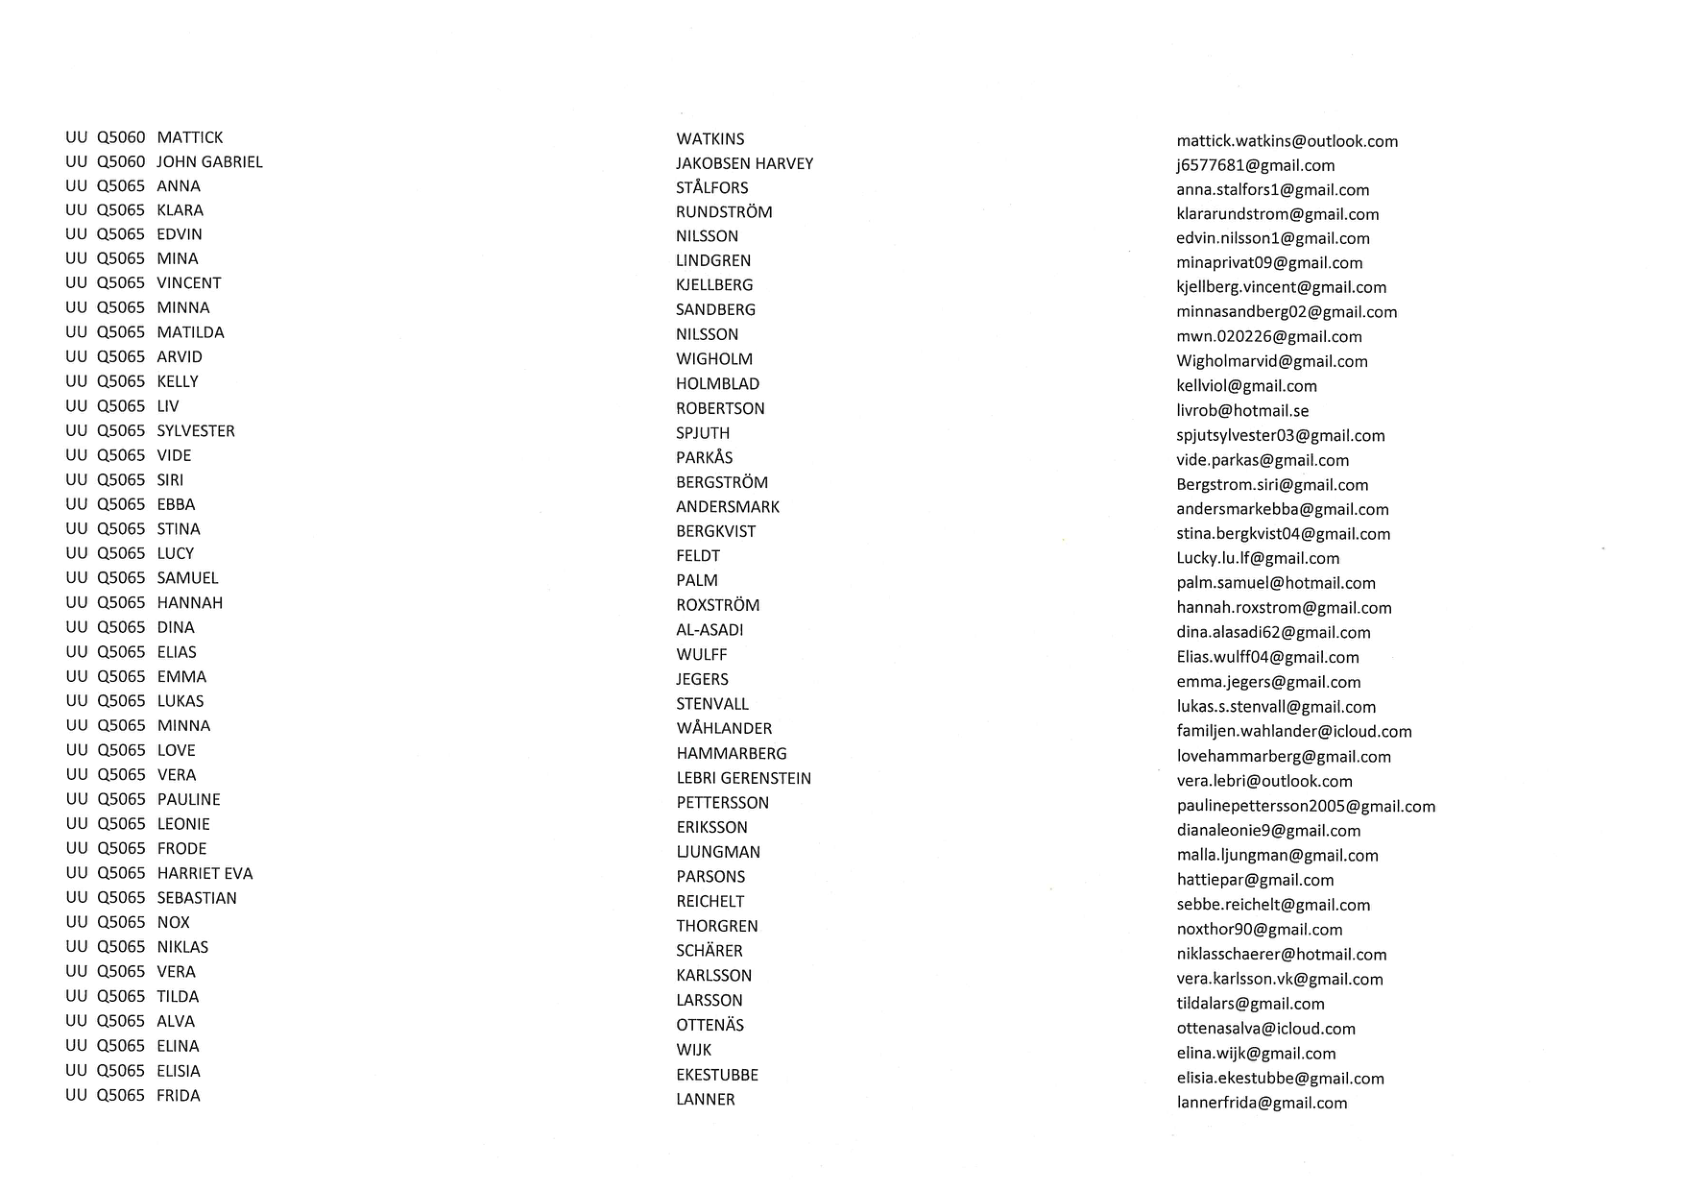 UU Q5060 MATTICK WATKINS mattick.watkins@outlook.com
UU Q5060 JOHN GABRIEL JAKOBSEN HARVEY j6577681@gmail.com
UU Q5065 ANNA STÅLFORS anna.stalfors1@gmail.com
UU Q5065 KLARA RUNDSTRÖM klararundstrom@gmail.com
UU Q5065 EDVIN NILSSON edvin.nilsson1@gmail.com
UU Q5065 MINA LINDGREN minaprivat09@gmail.com
UU Q5065 VINCENT KJELLBERG kjellberg.vincent@gmail.com
UU Q5065 MINNA SANDBERG minnasandberg02@gmail.com
UU Q5065 MATILDA NILSSON mwn.020226@gmail.com
UU Q5065 ARVID WIGHOLM Wigholmarvid@gmail.com
UU Q5065 KELLY HOLMBLAD kellviol@gmail.com
UU Q5065 LIV ROBERTSON livrob@hotmail.se
UU Q5065 SYLVESTER SPJUTH spjutsylvester03@gmail.com
UU Q5065 VIDE PARKÅS vide.parkas@gmail.com
UU Q5065 SIRI BERGSTRÖM Bergstrom.siri@gmail.com
UU Q5065 EBBA ANDERSMARK andersmarkebba@gmail.com
UU Q5065 STINA BERGKVIST stina.bergkvist04@gmail.com
UU Q5065 LUCY FELDT Lucky.lu.lf@gmail.com
UU Q5065 SAMUEL PALM palm.samuel@hotmail.com
UU Q5065 HANNAH ROXSTRÖM hannah.roxstrom@gmail.com
UU Q5065 DINA AL-ASADI dina.alasadi62@gmail.com
UU Q5065 ELIAS WULFF Elias.wulff04@gmail.com
UU Q5065 EMMA JEGERS emma.jegers@gmail.com
UU Q5065 LUKAS STENVALL lukas.s.stenvall@gmail.com
UU Q5065 MINNA WÅHLANDER familjen.wahlander@icloud.com
UU Q5065 LOVE HAMMARBERG lovehammarberg@gmail.com
UU Q5065 VERA LEBRI GERENSTEIN vera.lebri@outlook.com
UU Q5065 PAULINE PETTERSSON paulinepettersson2005@gmail.com
UU Q5065 LEONIE ERIKSSON dianaleonie9@gmail.com
UU Q5065 FRODE LJUNGMAN malla.ljungman@gmail.com
UU Q5065 HARRIET EVA PARSONS hattiepar@gmail.com
UU Q5065 SEBASTIAN REICHELT sebbe.reichelt@gmail.com
UU Q5065 NOX THORGREN noxthor90@gmail.com
UU Q5065 NIKLAS SCHÄRER niklasschaerer@hotmail.com
UU Q5065 VERA KARLSSON vera.karlsson.vk@gmail.com
UU Q5065 TILDA LARSSON tildalars@gmail.com
UU Q5065 ALVA OTTENÄS ottenasalva@icloud.com
UU Q5065 ELINA WIJK elina.wijk@gmail.com
UU Q5065 ELISIA EKESTUBBE elisia.ekestubbe@gmail.com
UU Q5065 FRIDA LANNER lannerfrida@gmail.com